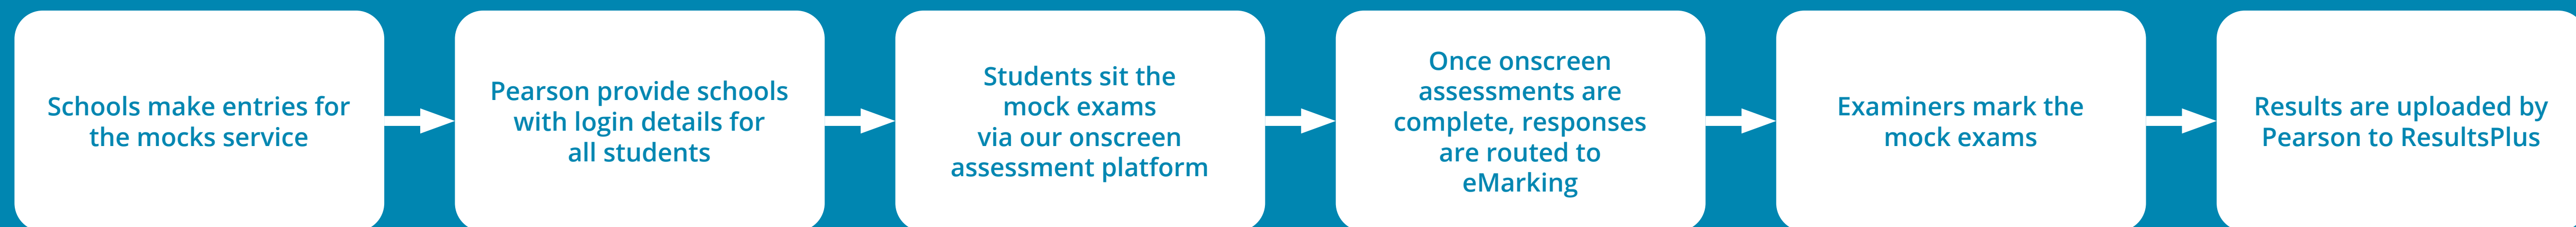 Schools make entries for
the mocks service
Pearson provide schools
with login details for
all students
Students sit the
mock exams
via our onscreen
assessment platform
Once onscreen
assessments are
complete, responses
are routed to
eMarking
Examiners mark the
mock exams
Results are uploaded by
Pearson to ResultsPlus